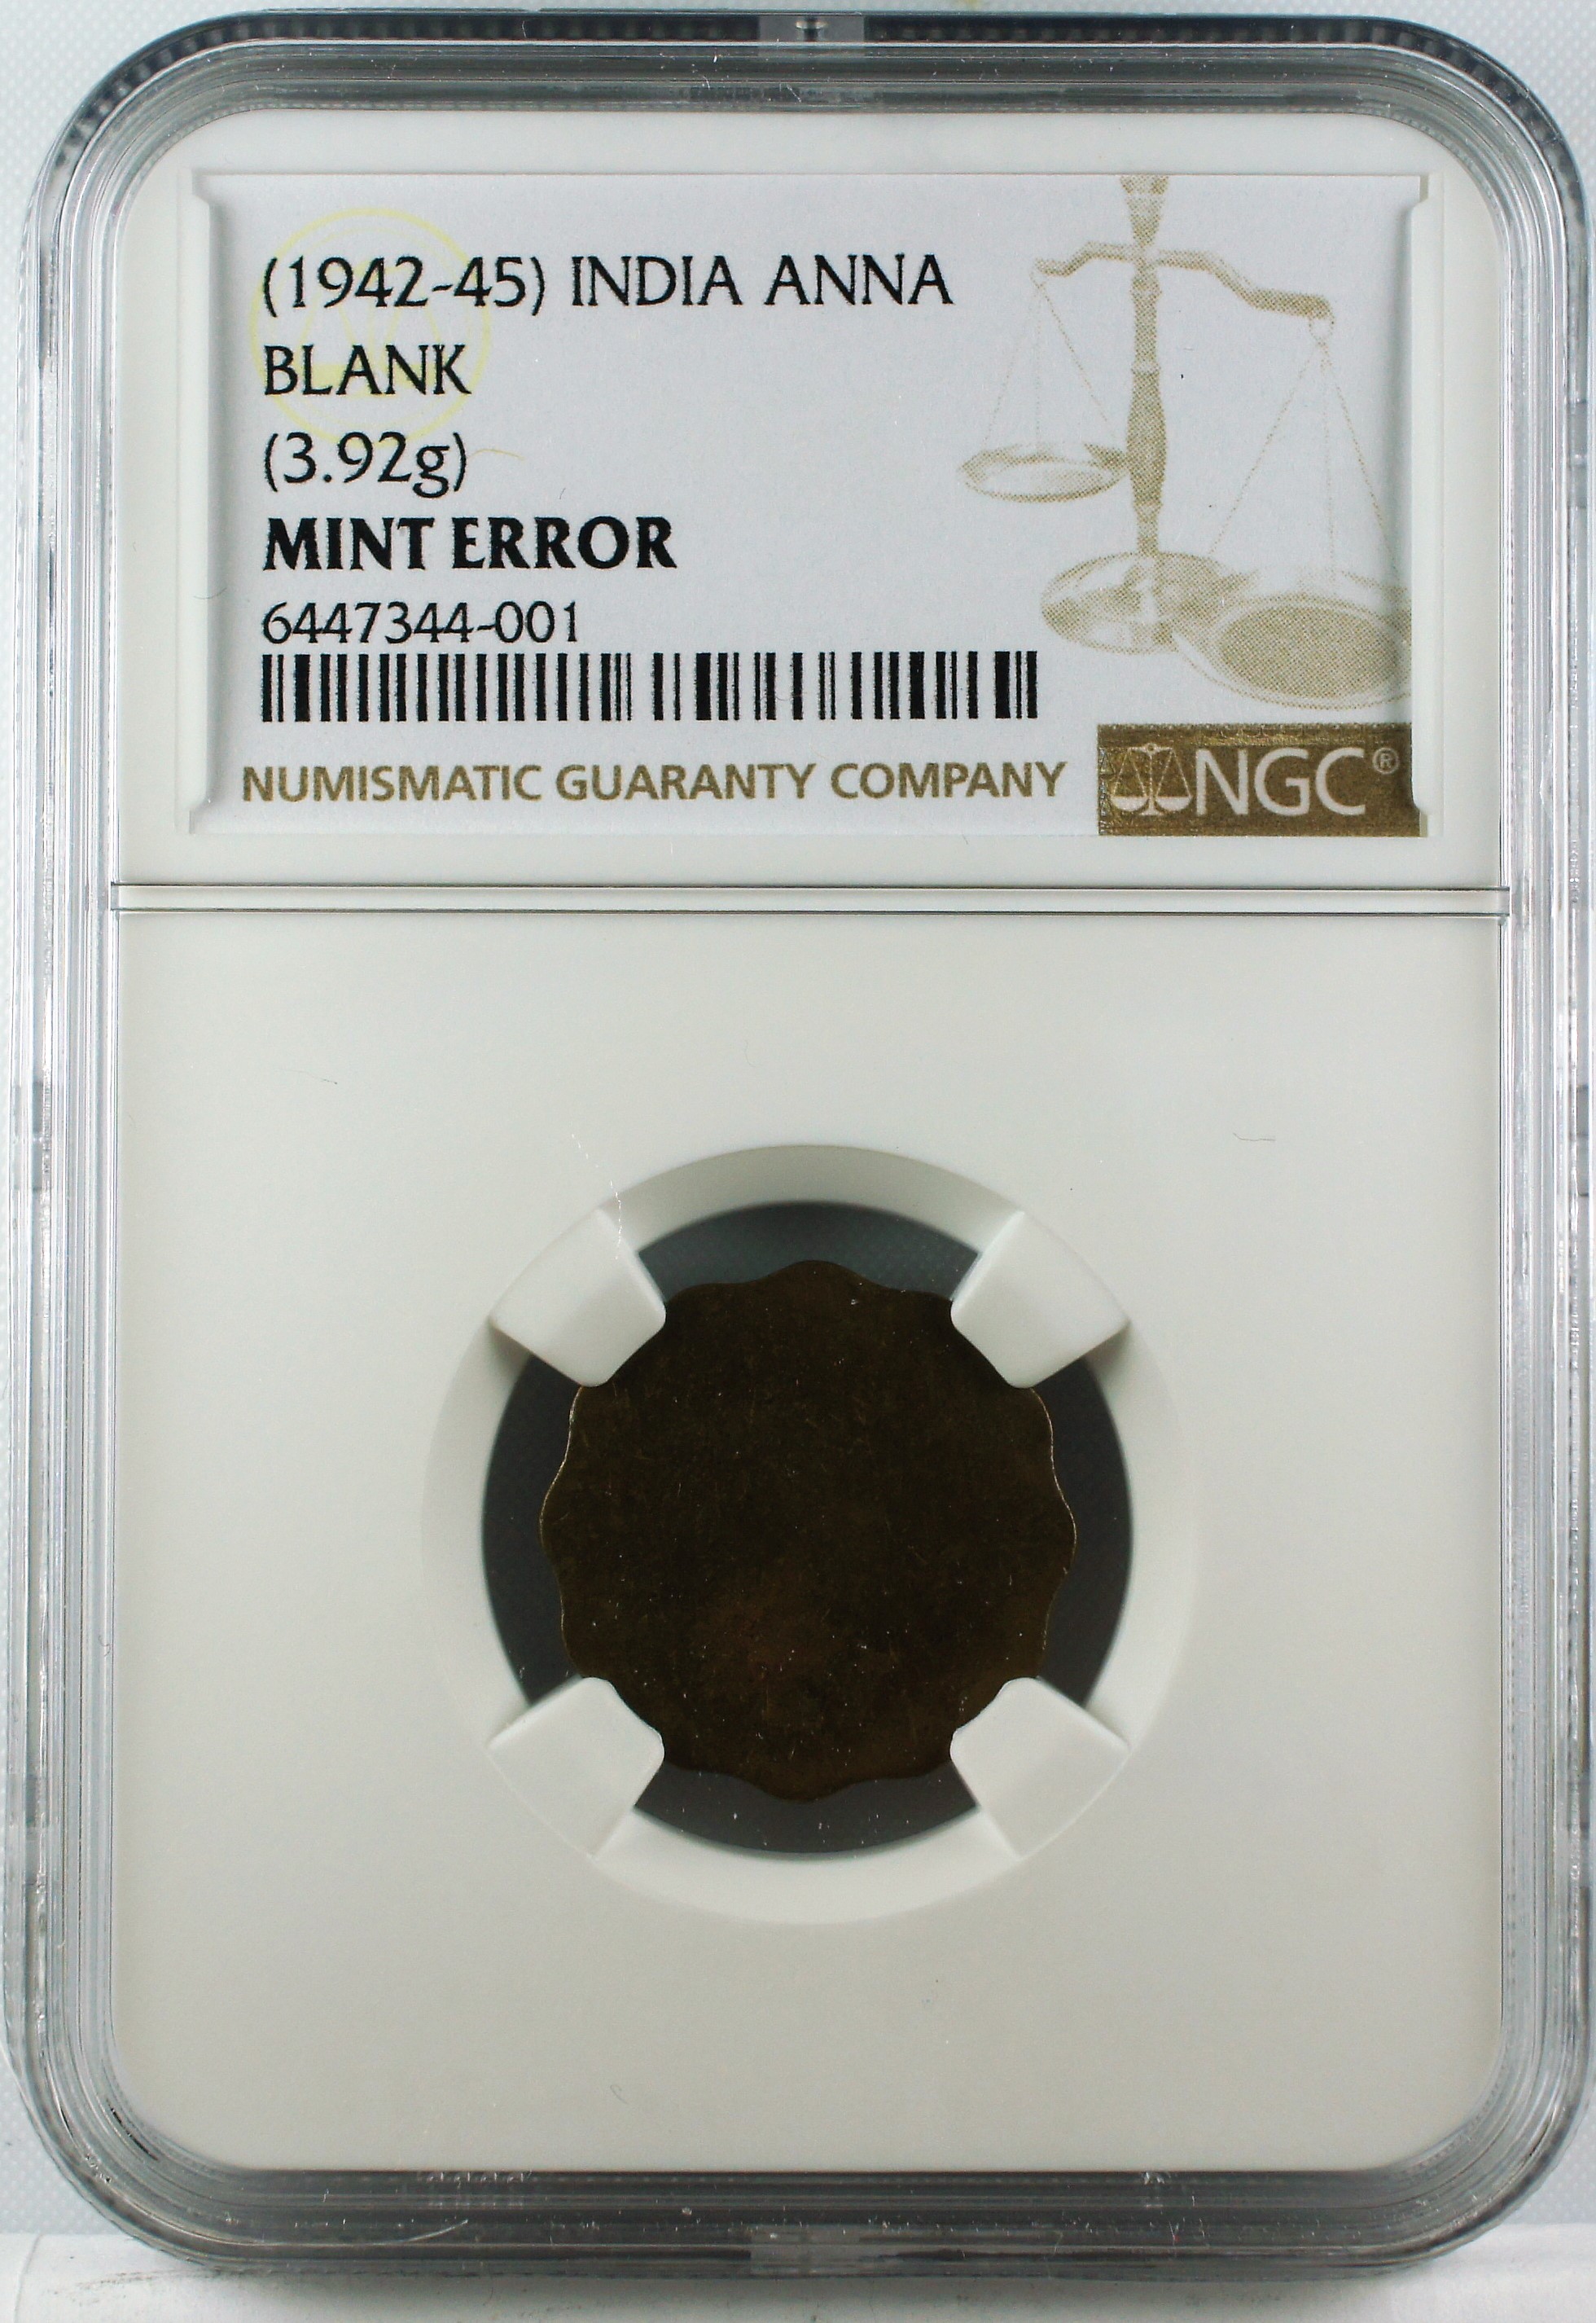 (1942-45) INDIA ANNA
BLANK
(3.92g)
MINT ERROR
6447344-001
NUMISMATIC GUARANTY COMPANY
NGC®